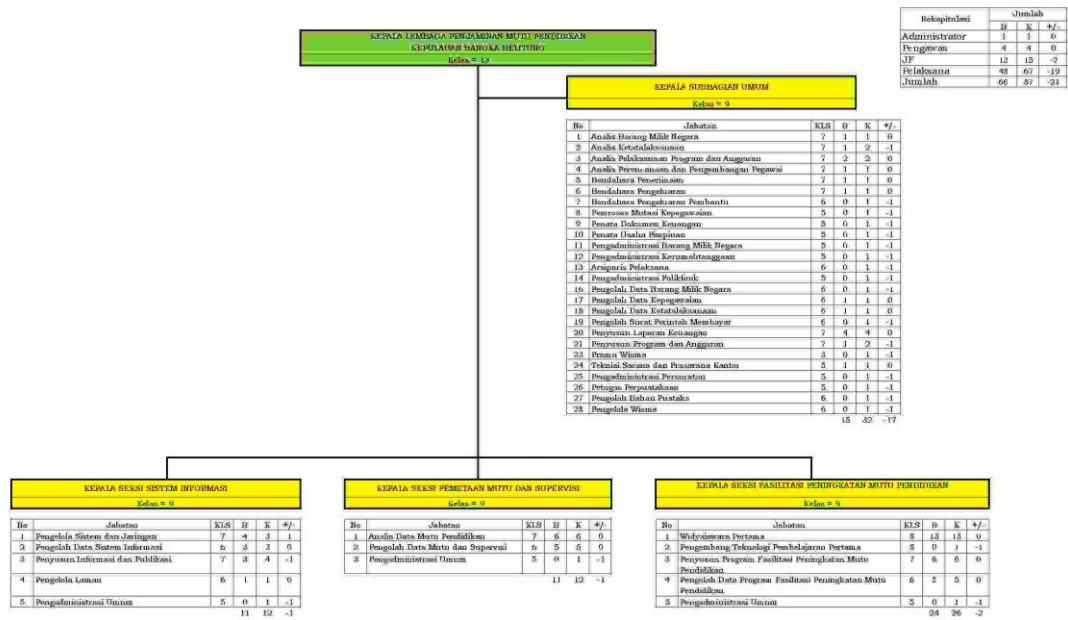 Rekapitulasi Jumlah
B K +/-
Administrator 1 1 0
Pengawas 4 4 0
JF 13 15 -2
Pelaksana 48 67 -19
Jumlah 66 87 -21
KEPALA LEMBAGA PENJAMINAN MUTU PENDIDIKAN
KEPULAUAN BANGKA BELITUNG
Kelas = 13
KEPALA SUBBAGIAN UMUM
Kelas = 9
No Jabatan KLS B K +/-
1 Analis Barang Milik Negara 7 1 1 0
2 Analis Ketatalaksanaan 7 1 2 -1
3 Analis Pelaksanaan Program dan Anggaran 7 2 2 0
4 Analis Perencanaan dan Pengembangan Pegawai 7 1 1 0
5 Bendahara Penerimaan 7 1 1 0
6 Bendahara Pengeluaran 7 1 1 0
7 Bendahara Pengeluaran Pembantu 6 0 1 -1
8 Pemroses Mutasi Kepegawaian 5 0 1 -1
9 Penata Dokumen Keuangan 5 0 1 -1
10 Penata Usaha Pimpinan 5 0 1 -1
11 Pengadministrasi Barang Milik Negara 5 0 1 -1
12 Pengadministrasi Kerumahtanggaan 5 0 1 -1
13 Arsiparis Pelaksana 6 0 1 -1
14 Pengadministrasi Poliklinik 5 0 1 -1
16 Pengolah Data Barang Milik Negara 6 0 1 -1
17 Pengolah Data Kepegawaian 6 1 1 0
18 Pengolah Data Ketatalaksanaan 6 1 1 0
19 Pengolah Surat Perintah Membayar 6 0 1 -1
20 Penyusun Laporan Keuangan 7 4 4 0
21 Penyusun Program dan Anggaran 7 1 2 -1
23 Pramu Wisma 3 0 1 -1
24 Teknisi Sarana dan Prasarana Kantor 5 1 1 0
25 Pengadministrasi Persuratan 5 0 1 -1
26 Petugas Perpustakaan 5 0 1 -1
27 Pengolah Bahan Pustaka 6 0 1 -1
28 Pengelola Wisma 6 0 1 -1
15 32 -17
KEPALA SEKSI SISTEM INFORMASI
Kelas = 9
No Jabatan KLS B K +/-
1 Pengelola Sistem dan Jaringan 7 4 3 1
2 Pengolah Data Sistem Informasi 6 3 3 0
3 Penyusun Informasi dan Publikasi 7 3 4 -1
4 Pengelola Laman 6 1 1 0
5 Pengadministrasi Umum 5 0 1 -1
11 12 -1
KEPALA SEKSI PEMETAAN MUTU DAN SUPERVISI
Kelas = 9
No Jabatan KLS B K +/-
1 Analis Data Mutu Pendidikan 7 6 6 0
2 Pengolah Data Mutu dan Supervsi 6 5 5 0
3 Pengadministrasi Umum 5 0 1 -1
11 12 -1
KEPALA SEKSI FASILITASI PENINGKATAN MUTU PENDIDIKAN
Kelas = 9
No Jabatan KLS B K +/-
1 Widyaiswara Pertama 8 13 13 0
2 Pengembang Teknologi Pembelajaran Pertama 8 0 1 -1
3 Penyusun Program Fasilitasi Peningkatan Mutu
Pendidikan 7 6 6 0
4 Pengolah Data Program Fasilitasi Peningkatan Mutu
Pendidikan 6 5 5 0
5 Pengadministrasi Umum 5 0 1 -1
24 26 -2